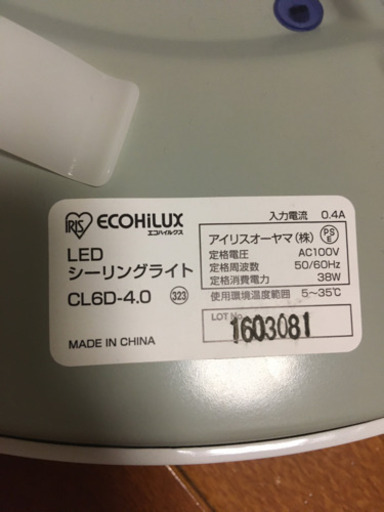 IRIS ECOHiLUX
エコハイルクス
LED
シーリングライト
CL6D-4.0 323
MADE IN CHINA
入力電流 0.4A
アイリスオーヤマ(株) PS E
定格電圧 AC100V
定格周波数 50/60Hz
定格消費電力 38W
使用環境温度範囲 5~35℃
LOT No. 1603081